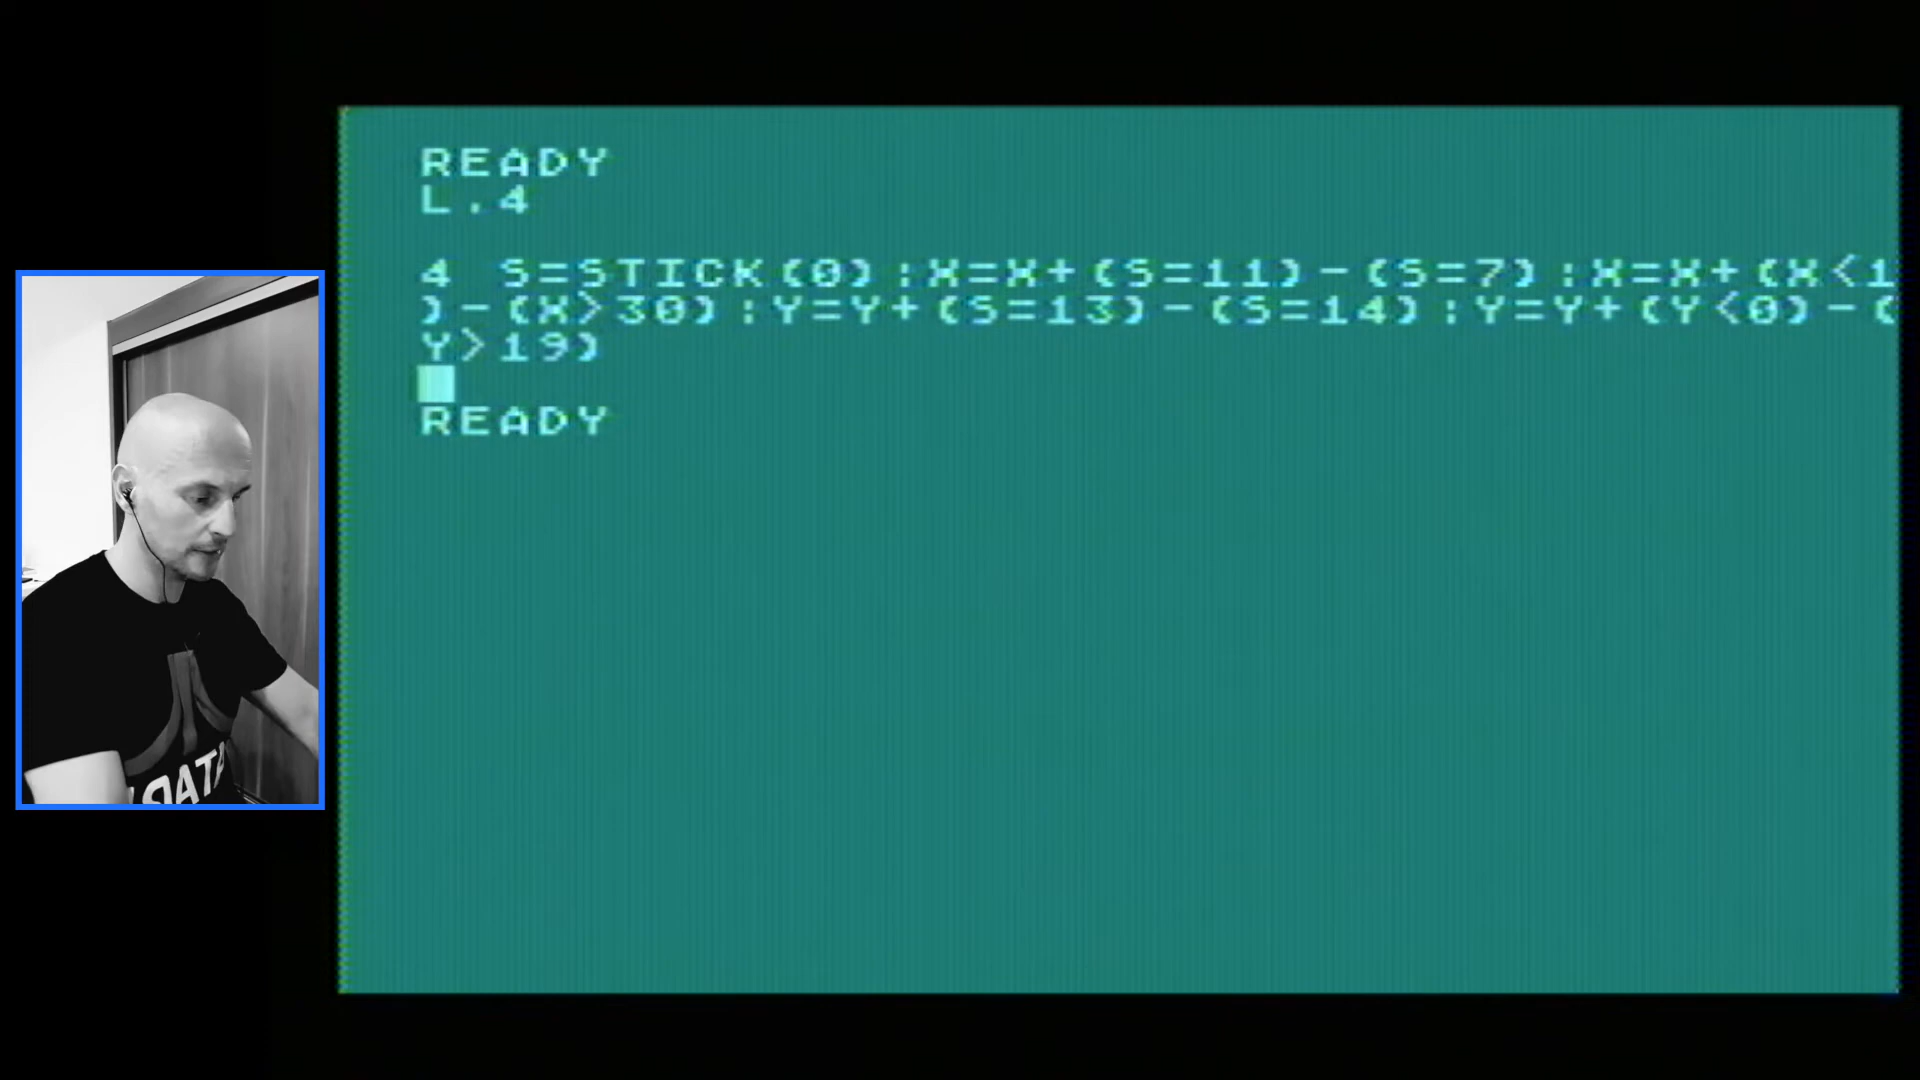 READY
L.4
4 S=STICK(0):X=X+(S=11)-(S=7):X=X+(X<1
)-(X>30):Y=Y+(S=13)-(S=14):Y=Y+(Y<0)-(
Y>19)
READY